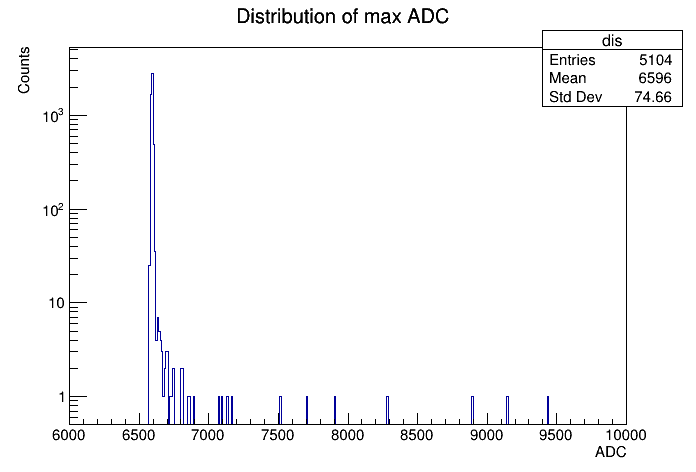 Distribution of max ADC
dis
Entries 5104
Mean 6596
Std Dev 74.66
Counts
10³
10²
10
1
6000 6500 7000 7500 8000 8500 9000 9500 10000
ADC